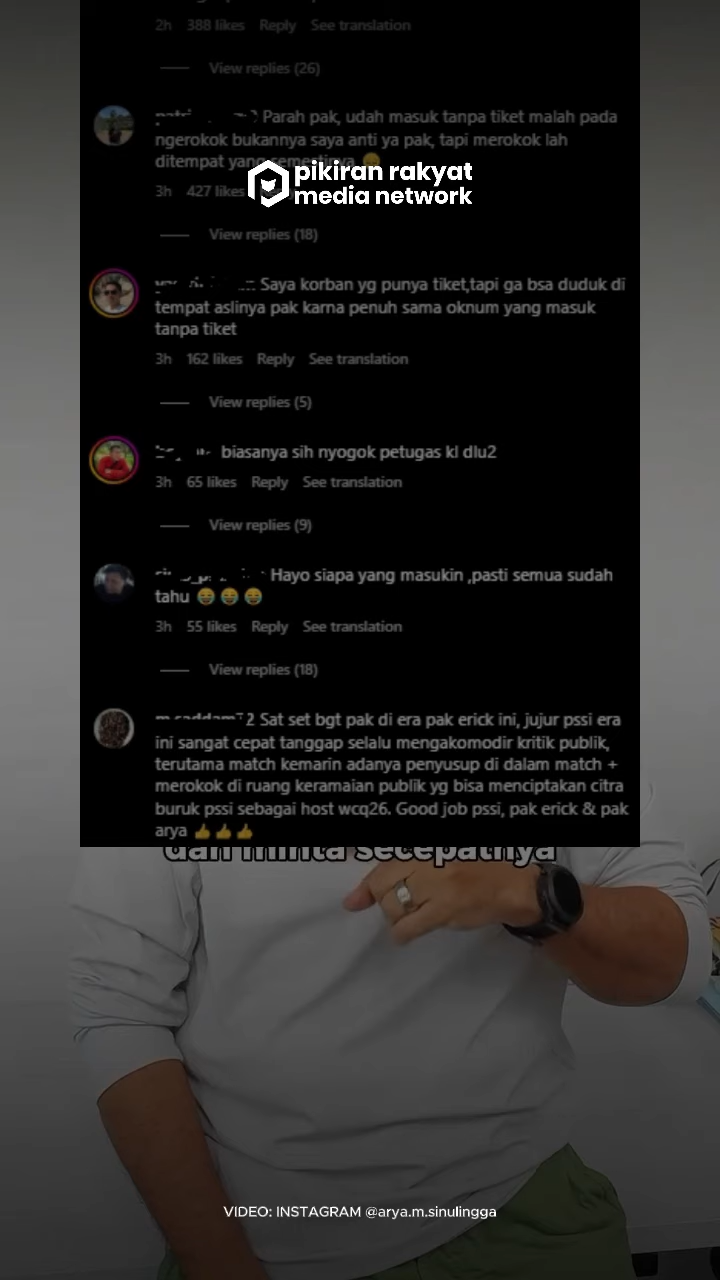 2h 388 likes Reply See translation
View replies (26)
Parah pak, udah masuk tanpa tiket malah pada
ngerokok bukannya saya anti ya pak, tapi merokok lah
ditempat yang semestinya 😞
pikiran rakyat
media network
3h 427 likes
View replies (18)
Saya korban yg punya tiket,tapi ga bsa duduk di
tempat aslinya pak karna penuh sama oknum yang masuk
tanpa tiket
3h 162 likes Reply See translation
View replies (5)
biasanya sih nyogok petugas kl dlu2
3h 65 likes Reply See translation
View replies (9)
Hayo siapa yang masukin ,pasti semua sudah
tahu 😂😂😂
3h 55 likes Reply See translation
View replies (18)
Sat set bgt pak di era pak erick ini, jujur pssi era
ini sangat cepat tanggap selalu mengakomodir kritik publik,
terutama match kemarin adanya penyusup di dalam match +
merokok di ruang keramaian publik yg bisa menciptakan citra
buruk pssi sebagai host wcq26. Good job pssi, pak erick & pak
arya 👍👍👍
dan minta secepatnya
VIDEO: INSTAGRAM @arya.m.sinulingga